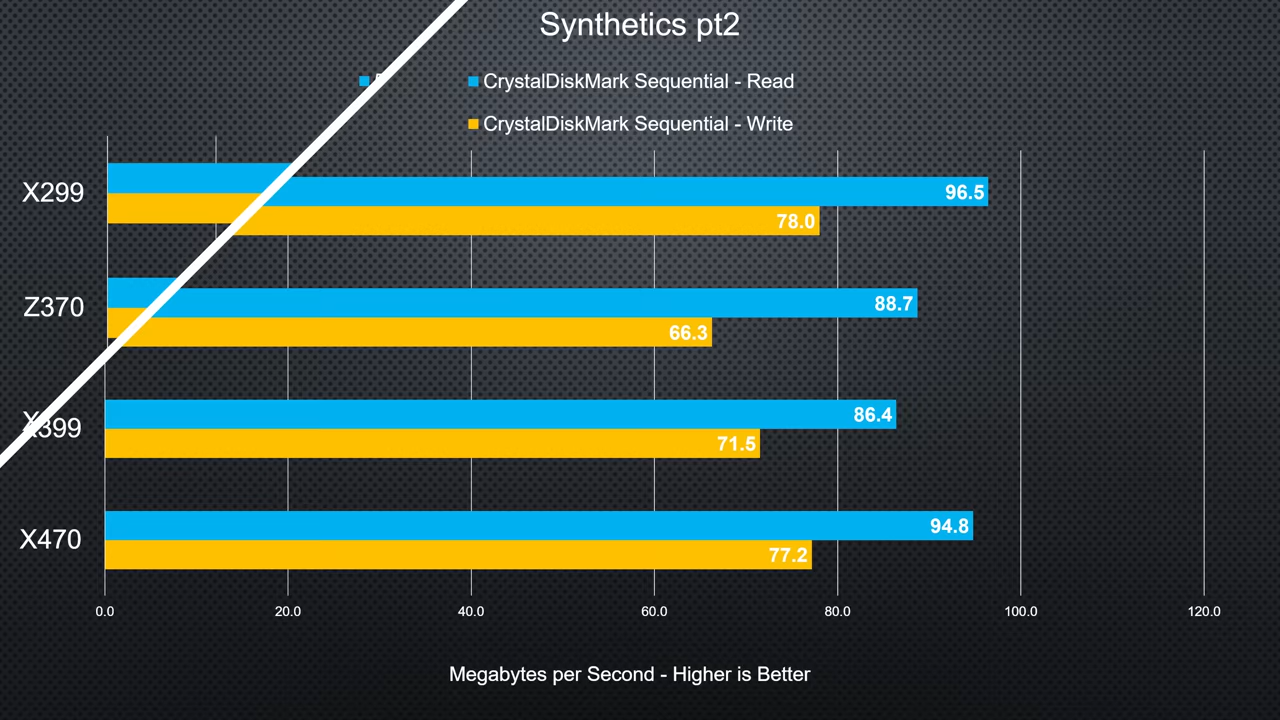 Synthetics pt2
CrystalDiskMark Sequential - Read
CrystalDiskMark Sequential - Write
X299
96.5
78.0
Z370
88.7
66.3
X399
86.4
71.5
X470
94.8
77.2
0.0 20.0 40.0 60.0 80.0 100.0 120.0
Megabytes per Second - Higher is Better